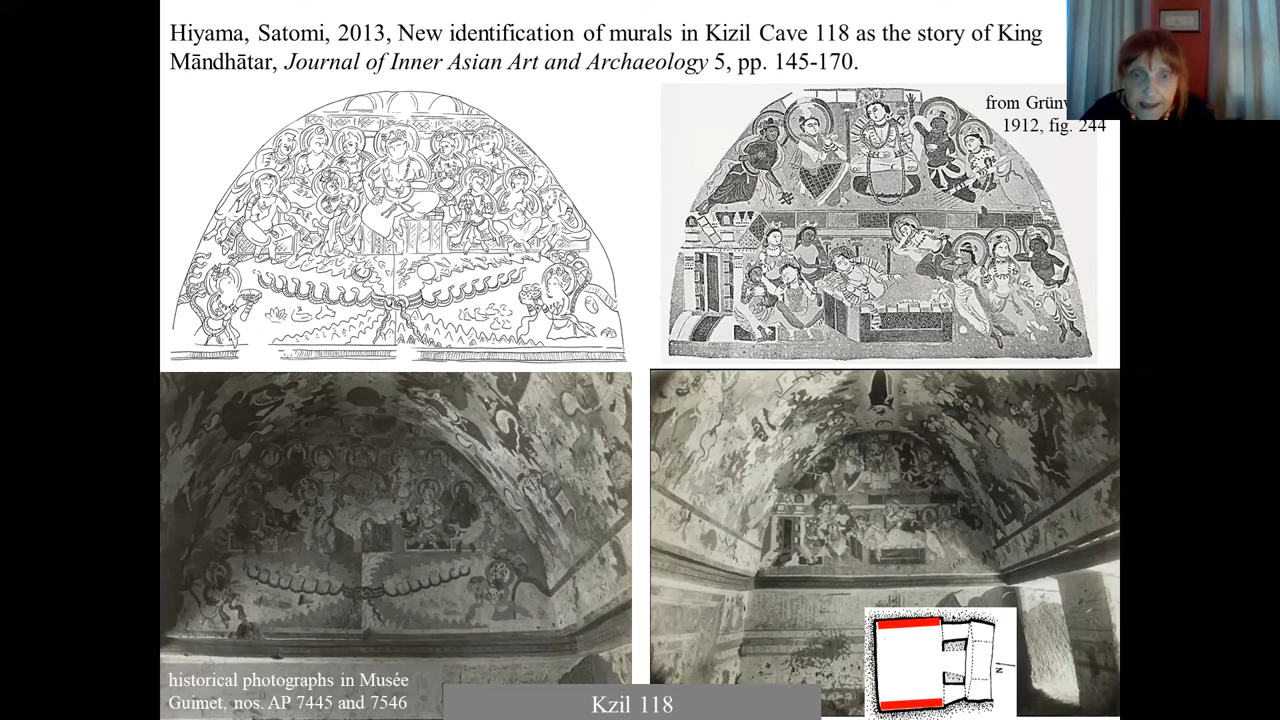 Hiyama, Satomi, 2013, New identification of murals in Kizil Cave 118 as the story of King
Māndhātar, Journal of Inner Asian Art and Archaeology 5, pp. 145-170.
from
1912, fig. 244
historical photographs in Musée
Guimet, nos. AP 7445 and 7546
Kzil 118
N